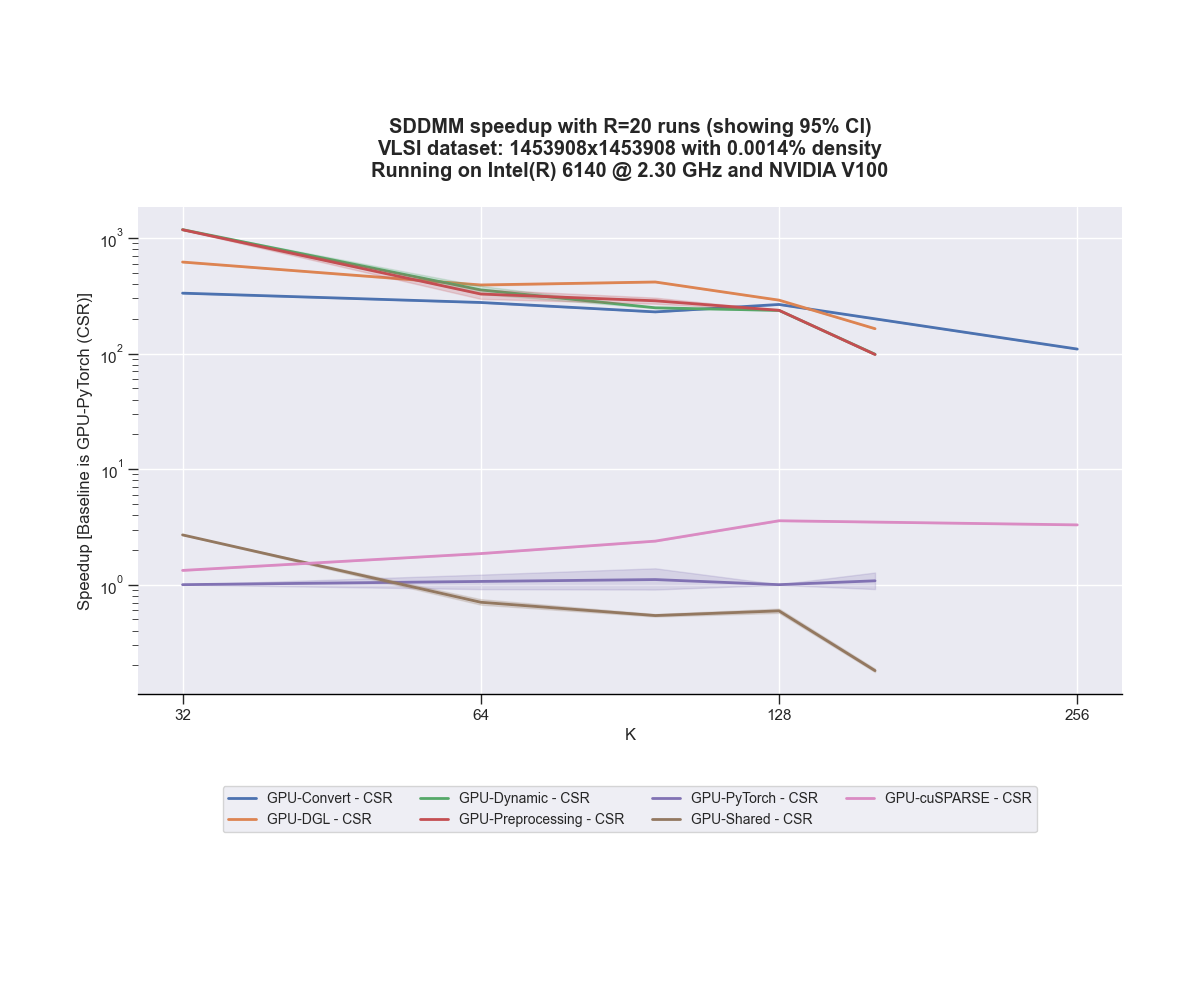 SDDMM speedup with R=20 runs (showing 95% CI)
VLSI dataset: 1453908x1453908 with 0.0014% density
Running on Intel(R) 6140 @ 2.30 GHz and NVIDIA V100
Speedup [Baseline is GPU-PyTorch (CSR)]
10^3
10^2
10^1
10^0
32 64 128 256
K
GPU-Convert - CSR GPU-Dynamic - CSR GPU-PyTorch - CSR GPU-cuSPARSE - CSR
GPU-DGL - CSR GPU-Preprocessing - CSR GPU-Shared - CSR